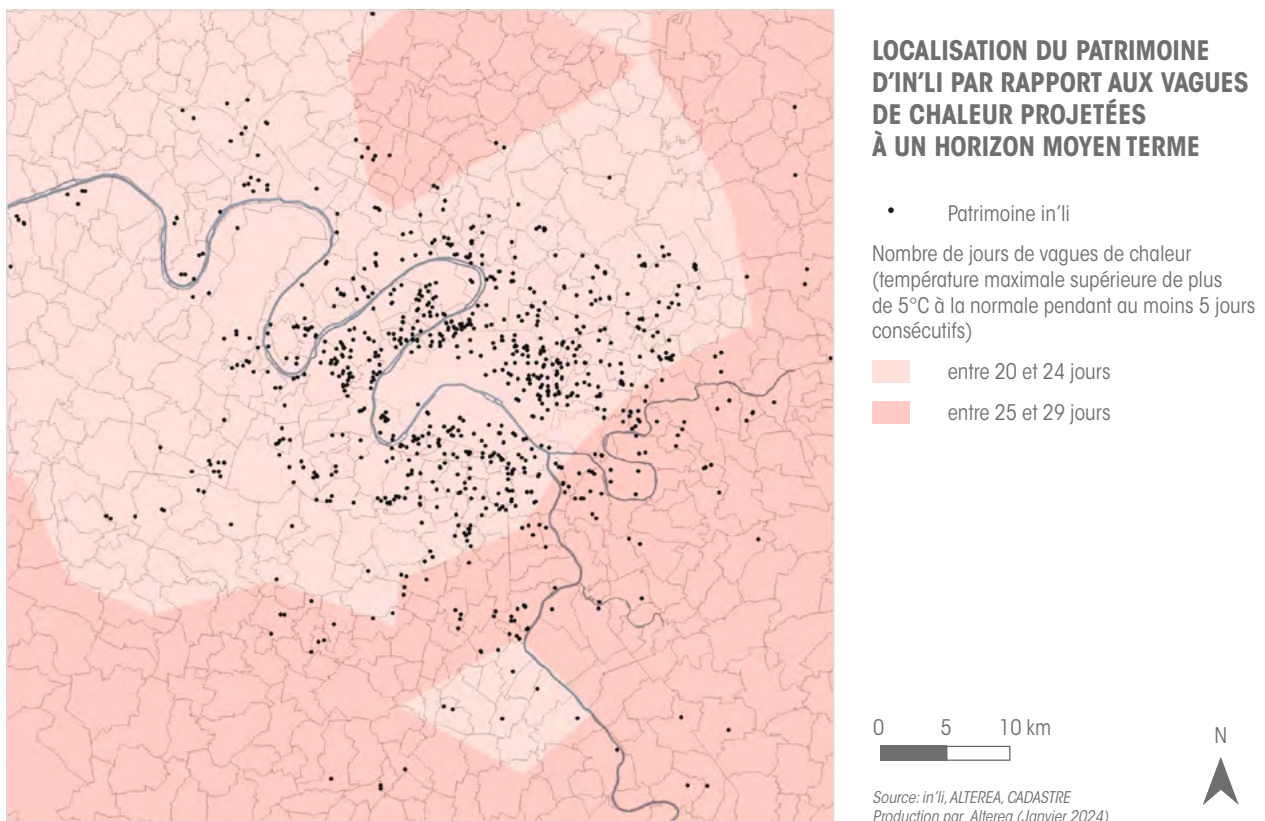 LOCALISATION DU PATRIMOINE
D'IN'LI PAR RAPPORT AUX VAGUES
DE CHALEUR PROJETÉES
À UN HORIZON MOYEN TERME
Patrimoine in'li
Nombre de jours de vagues de chaleur
(température maximale supérieure de plus
de 5°C à la normale pendant au moins 5 jours
consécutifs)
entre 20 et 24 jours
entre 25 et 29 jours
0 5 10 km
N
Source: in'li, ALTEREA, CADASTRE
Production par Alterea (Janvier 2024)